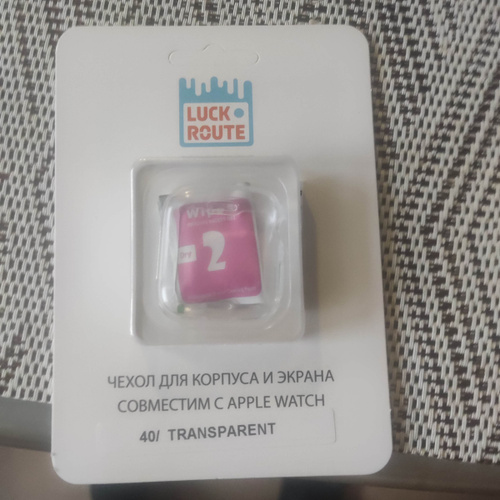 LUCK
ROUTE
2
ЧЕХОЛ ДЛЯ КОРПУСА И ЭКРАНА
СОВМЕСТИМ С APPLE WATCH
40/ TRANSPARENT